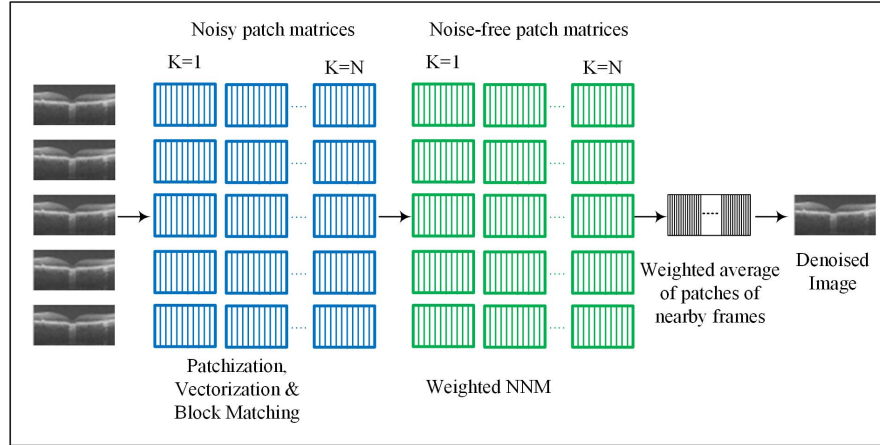 Noisy patch matrices
Noise-free patch matrices
K=1
K=N
K=1
K=N
Patchization,
Vectorization &
Block Matching
Weighted NNM
Weighted average
of patches of
nearby frames
Denoised
Image